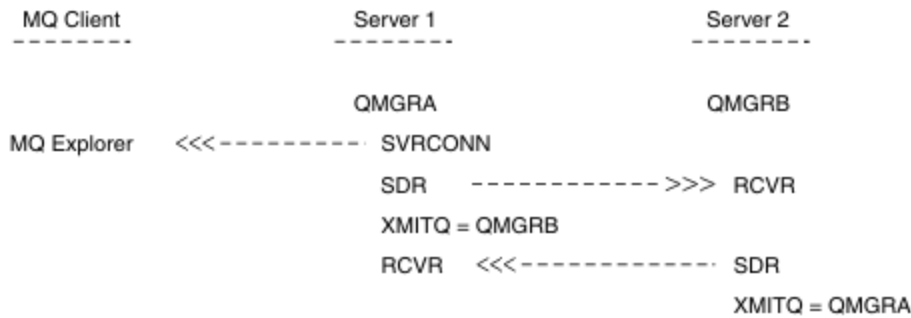 MQ Client Server 1 Server 2
--------- --------- ---------
QMGRA QMGRB
MQ Explorer <<<---------- SVRCONN
SDR ------------->>> RCVR
XMITQ = QMGRB
RCVR <<<------------- SDR
XMITQ = QMGRA